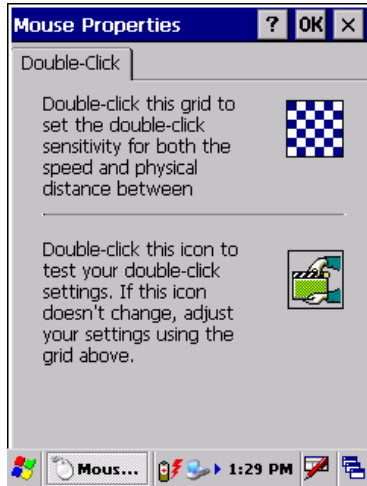 Mouse Properties ? OK ×
Double-Click
Double-click this grid to
set the double-click
sensitivity for both the
speed and physical
distance between
Double-click this icon to
test your double-click
settings. If this icon
doesn't change, adjust
your settings using the
grid above.
Mous... 1:29 PM